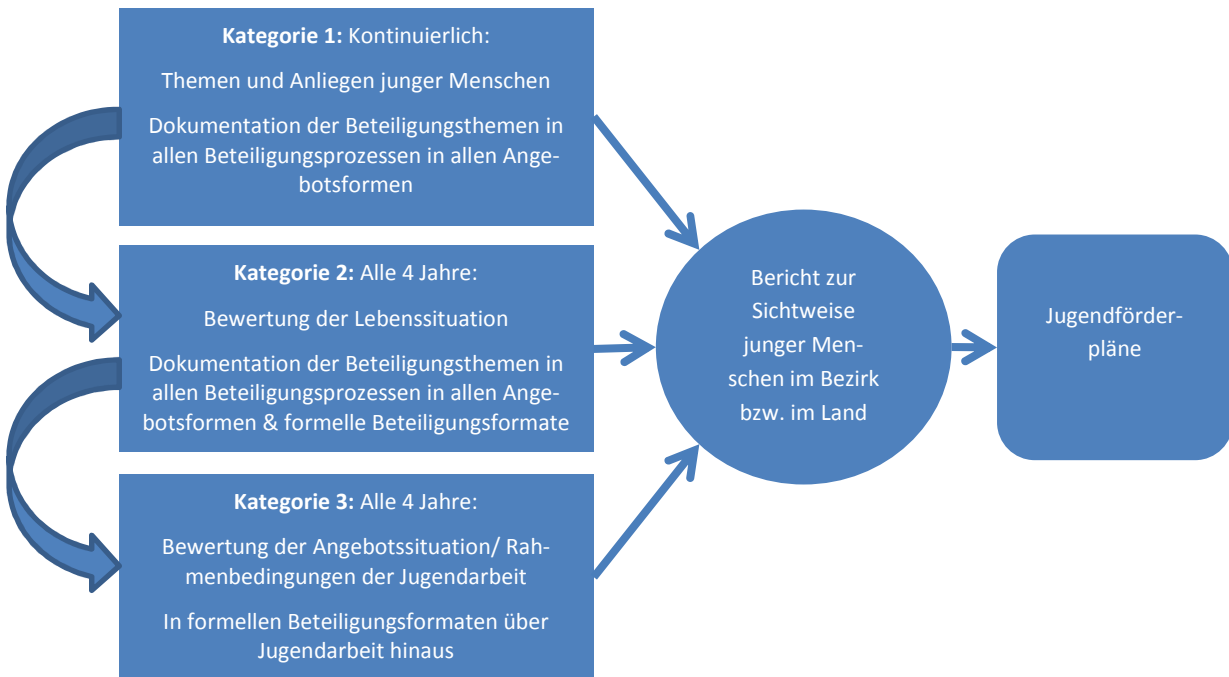 Kategorie 1: Kontinuierlich:
Themen und Anliegen junger Menschen
Dokumentation der Beteiligungsthemen in
allen Beteiligungsprozessen in allen Ange-
botsformen
Kategorie 2: Alle 4 Jahre:
Bewertung der Lebenssituation
Dokumentation der Beteiligungsthemen in
allen Beteiligungsprozessen in allen Ange-
botsformen & formelle Beteiligungsformate
Kategorie 3: Alle 4 Jahre:
Bewertung der Angebotssituation/ Rah-
menbedingungen der Jugendarbeit
In formellen Beteiligungsformaten über
Jugendarbeit hinaus
Bericht zur
Sichtweise
junger Men-
schen im Bezirk
bzw. im Land
Jugendförder-
pläne